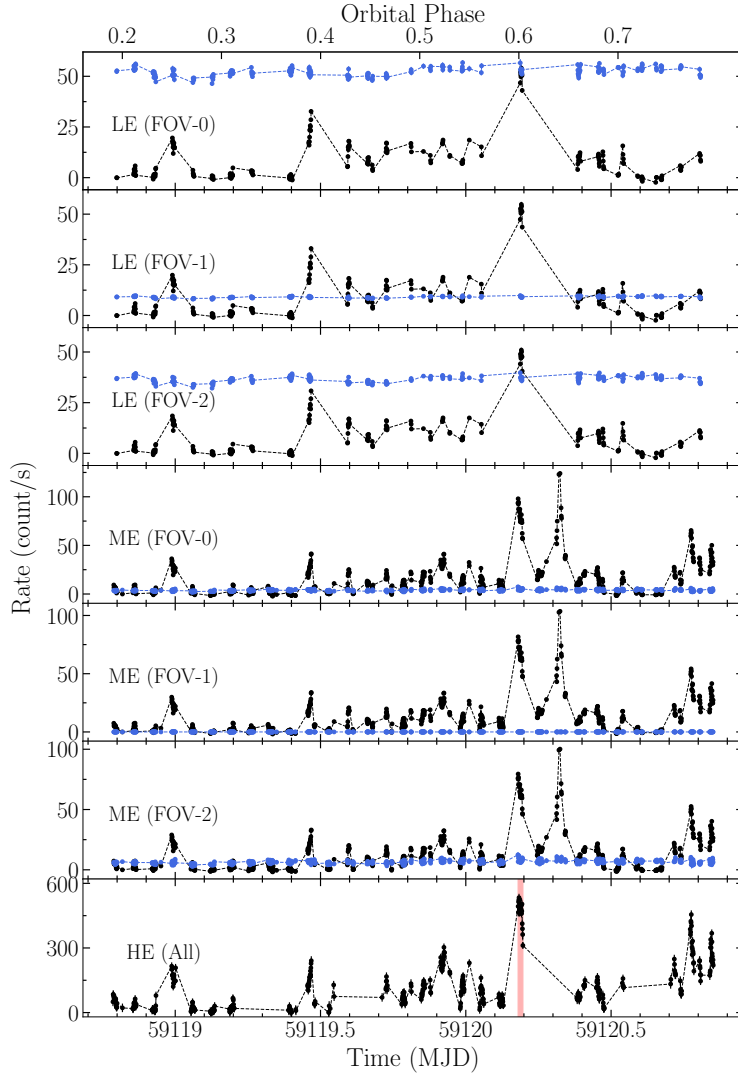 Orbital Phase
0.2 0.3 0.4 0.5 0.6 0.7
50
25
0
LE (FOV-0)
50
25
0
LE (FOV-1)
50
25
0
LE (FOV-2)
100
50
0
ME (FOV-0)
100
50
0
ME (FOV-1)
100
50
0
ME (FOV-2)
600
300
0
HE (All)
Rate (count/s)
59119 59119.5 59120 59120.5
Time (MJD)